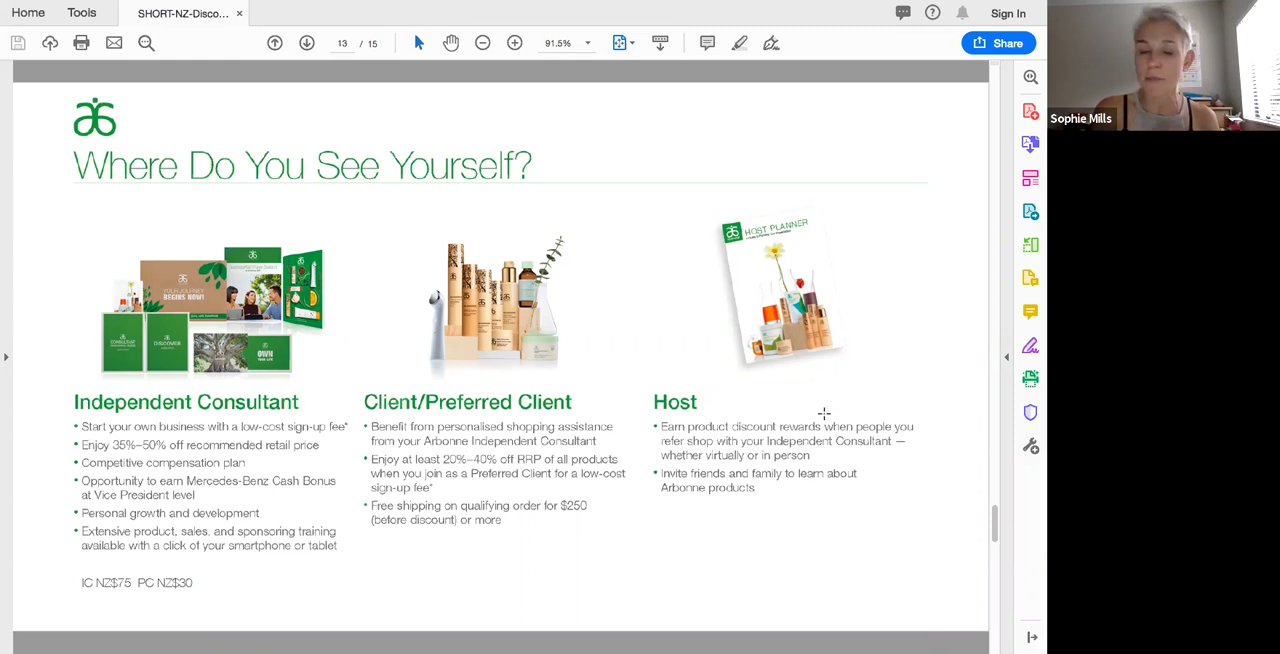 Home
Tools
SHORT-NZ-Disco... ×
Sign In
13 / 15
91.5%
Share
Sophie Mills
Where Do You See Yourself?
YOUR JOURNEY
BEGINS NOW!
DISCOVER
OWN
HOST PLANNER
Independent Consultant
• Start your own business with a low-cost sign-up fee*
• Enjoy 35%–50% off recommended retail price
• Competitive compensation plan
• Opportunity to earn Mercedes-Benz Cash Bonus
at Vice President level
• Personal growth and development
• Extensive product, sales, and sponsoring training
available with a click of your smartphone or tablet
IC NZ$75 PC NZ$30
Client/Preferred Client
• Benefit from personalised shopping assistance
from your Arbonne Independent Consultant
• Enjoy at least 20%–40% off RRP of all products
when you join as a Preferred Client for a low-cost
sign-up fee*
• Free shipping on qualifying order for $250
(before discount) or more
Host
• Earn product discount rewards when people you
refer shop with your Independent Consultant —
whether virtually or in person
• Invite friends and family to learn about
Arbonne products